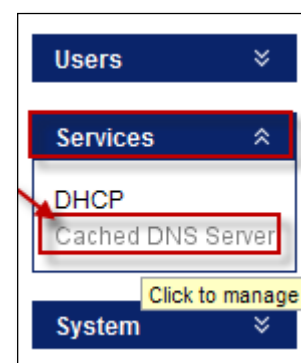 Users
Services
DHCP
Cached DNS Server
Click to manage
System